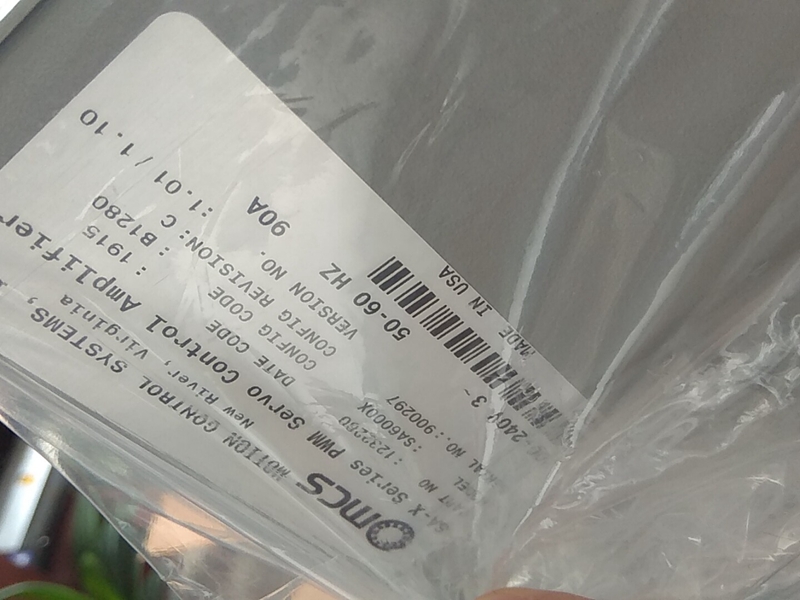 omcs MOTION CONTROL SYSTEMS,
New River, Virginia,
SA-X Series PWM Servo Control Amplifier
:1232280 DATE CODE :1915
:SA6000X CONFIG CODE : B1280
NO.:900297 CONFIG REVISION: C
VERSION NO. :1.01 / 1.10
240V 3~ 50-60 HZ 90A
MADE IN USA